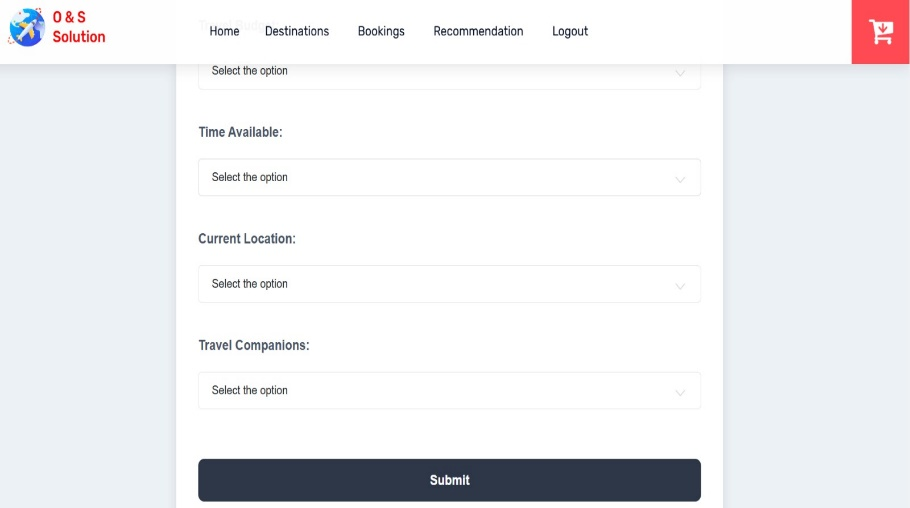 O & S
Solution
Home
Destinations
Bookings
Recommendation
Logout
Select the option
Time Available:
Select the option
Current Location:
Select the option
Travel Companions:
Select the option
Submit